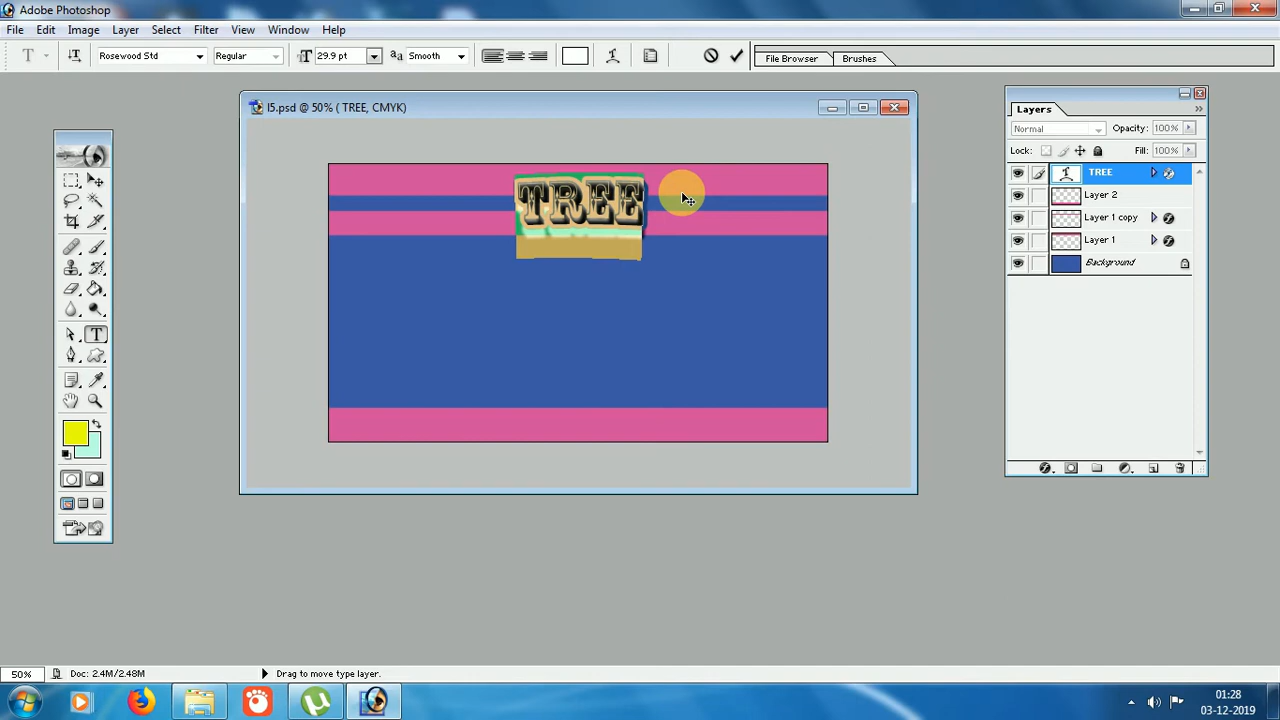 Adobe Photoshop
File Edit Image Layer Select Filter View Window Help
T Rosewood Std Regular 29.9 pt aa Smooth File Browser Brushes
I5.psd @ 50% ( TREE, CMYK)
Layers
Normal Opacity: 100%
Lock: Fill: 100%
TREE
TREE
Layer 2
Layer 1 copy
Layer 1
Background
50% Doc: 2.4M/2.48M Drag to move type layer.
01:28
03-12-2019